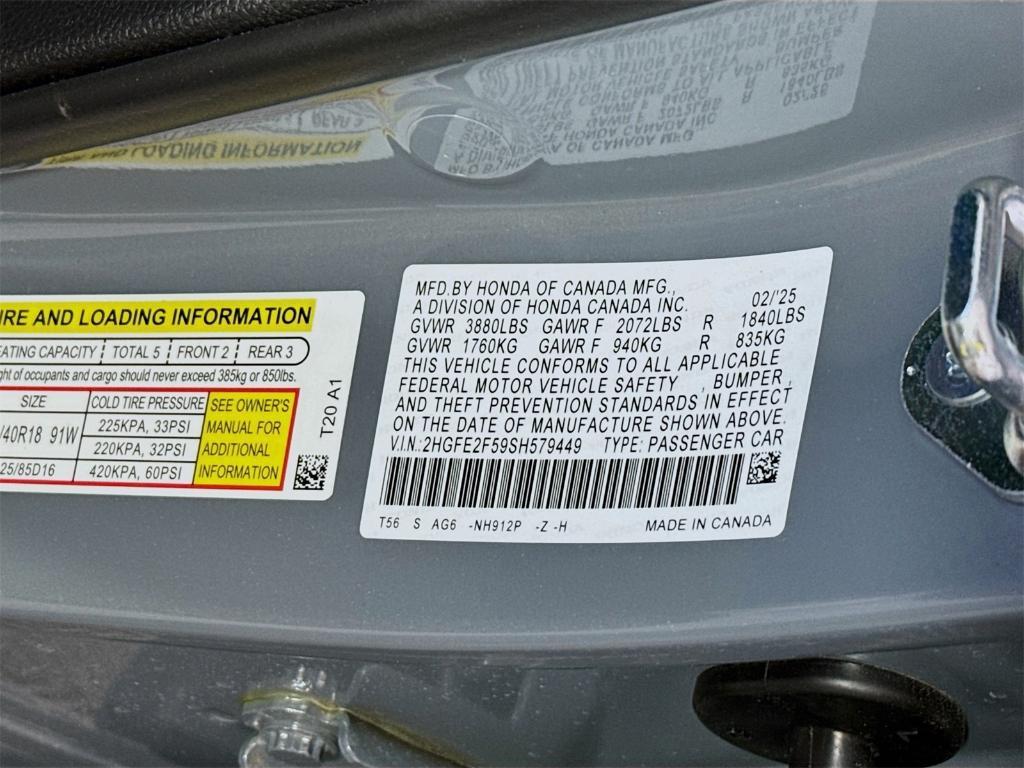 MFD.BY HONDA OF CANADA MFG.,
A DIVISION OF HONDA CANADA INC. 02/'25
GVWR 3880LBS GAWR F 2072LBS R 1840LBS
GVWR 1760KG GAWR F 940KG R 835KG
THIS VEHICLE CONFORMS TO ALL APPLICABLE
FEDERAL MOTOR VEHICLE SAFETY , BUMPER,
AND THEFT PREVENTION STANDARDS IN EFFECT
ON THE DATE OF MANUFACTURE SHOWN ABOVE.
V.I.N.:2HGFE2F59SH579449 TYPE: PASSENGER CAR
T56 S AG6 -NH912P -Z -H MADE IN CANADA
IRE AND LOADING INFORMATION
EATING CAPACITY TOTAL 5 FRONT 2 REAR 3
ght of occupants and cargo should never exceed 385kg or 850lbs.
SIZE COLD TIRE PRESSURE SEE OWNER'S
MANUAL FOR
ADDITIONAL
INFORMATION
/40R18 91W 225KPA, 33PSI
220KPA, 32PSI
25/85D16 420KPA, 60PSI
T20 A1